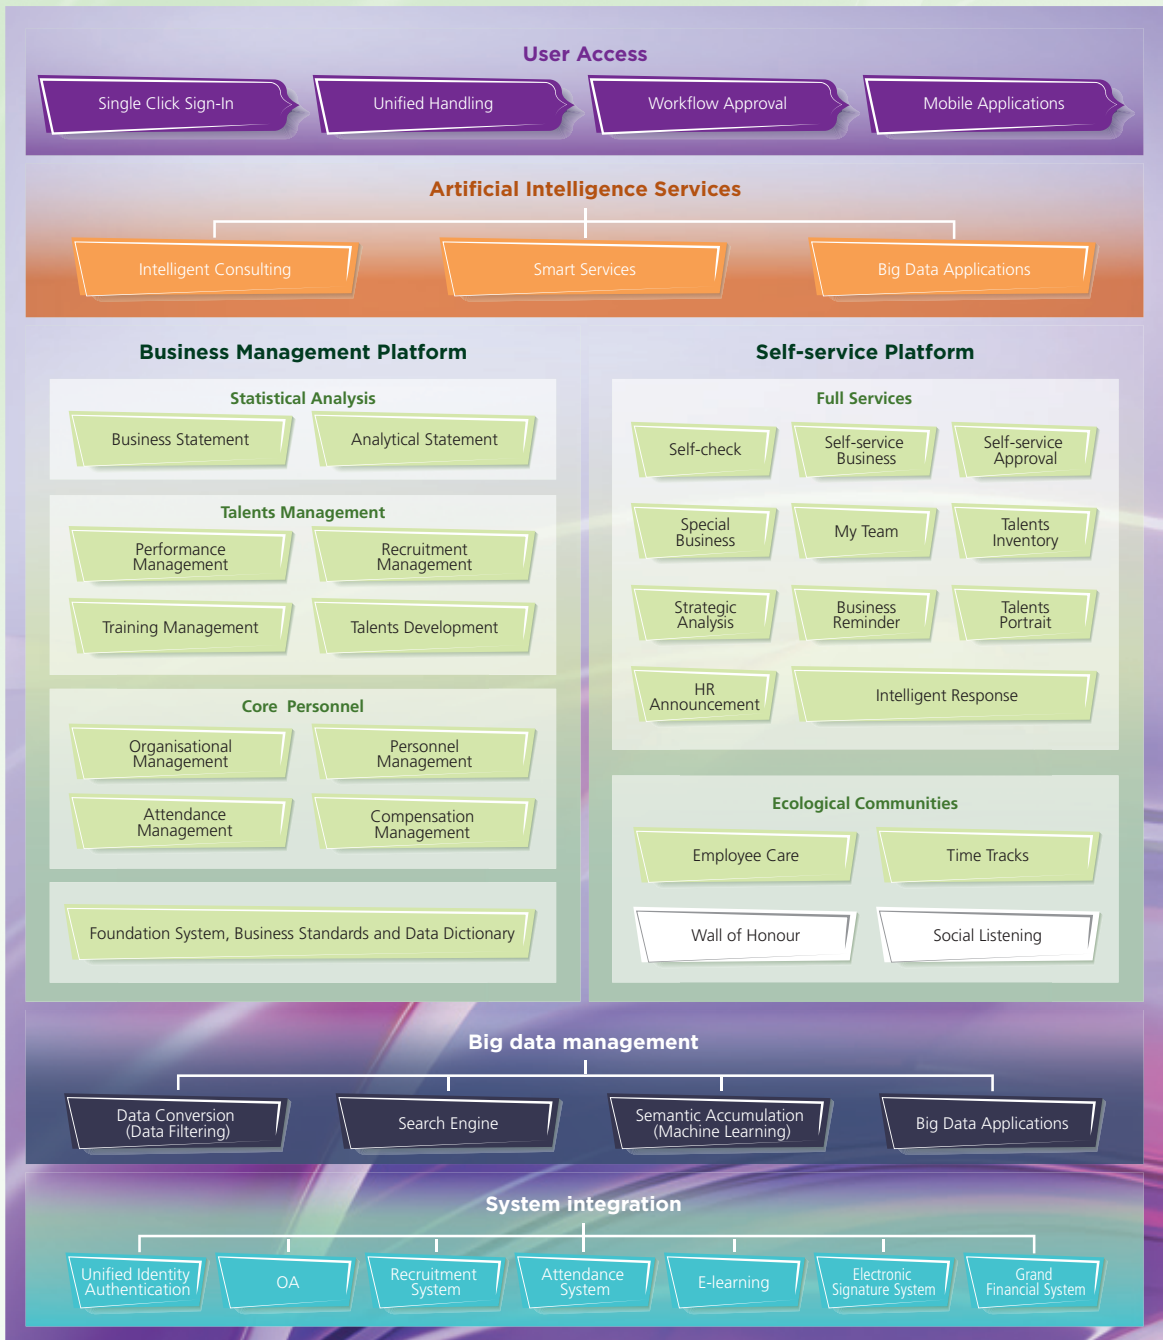 User Access
Single Click Sign-In
Unified Handling
Workflow Approval
Mobile Applications
Artificial Intelligence Services
Intelligent Consulting
Smart Services
Big Data Applications
Business Management Platform
Statistical Analysis
Business Statement
Analytical Statement
Talents Management
Performance
Management
Recruitment
Management
Training Management
Talents Development
Core Personnel
Organisational
Management
Personnel
Management
Attendance
Management
Compensation
Management
Foundation System, Business Standards and Data Dictionary
Self-service Platform
Full Services
Self-check
Self-service
Business
Self-service
Approval
Special
Business
My Team
Talents
Inventory
Strategic
Analysis
Business
Reminder
Talents
Portrait
HR
Announcement
Intelligent Response
Ecological Communities
Employee Care
Time Tracks
Wall of Honour
Social Listening
Big data management
Data Conversion
(Data Filtering)
Search Engine
Semantic Accumulation
(Machine Learning)
Big Data Applications
System integration
Unified Identity
Authentication
OA
Recruitment
System
Attendance
System
E-learning
Electronic
Signature System
Grand
Financial System